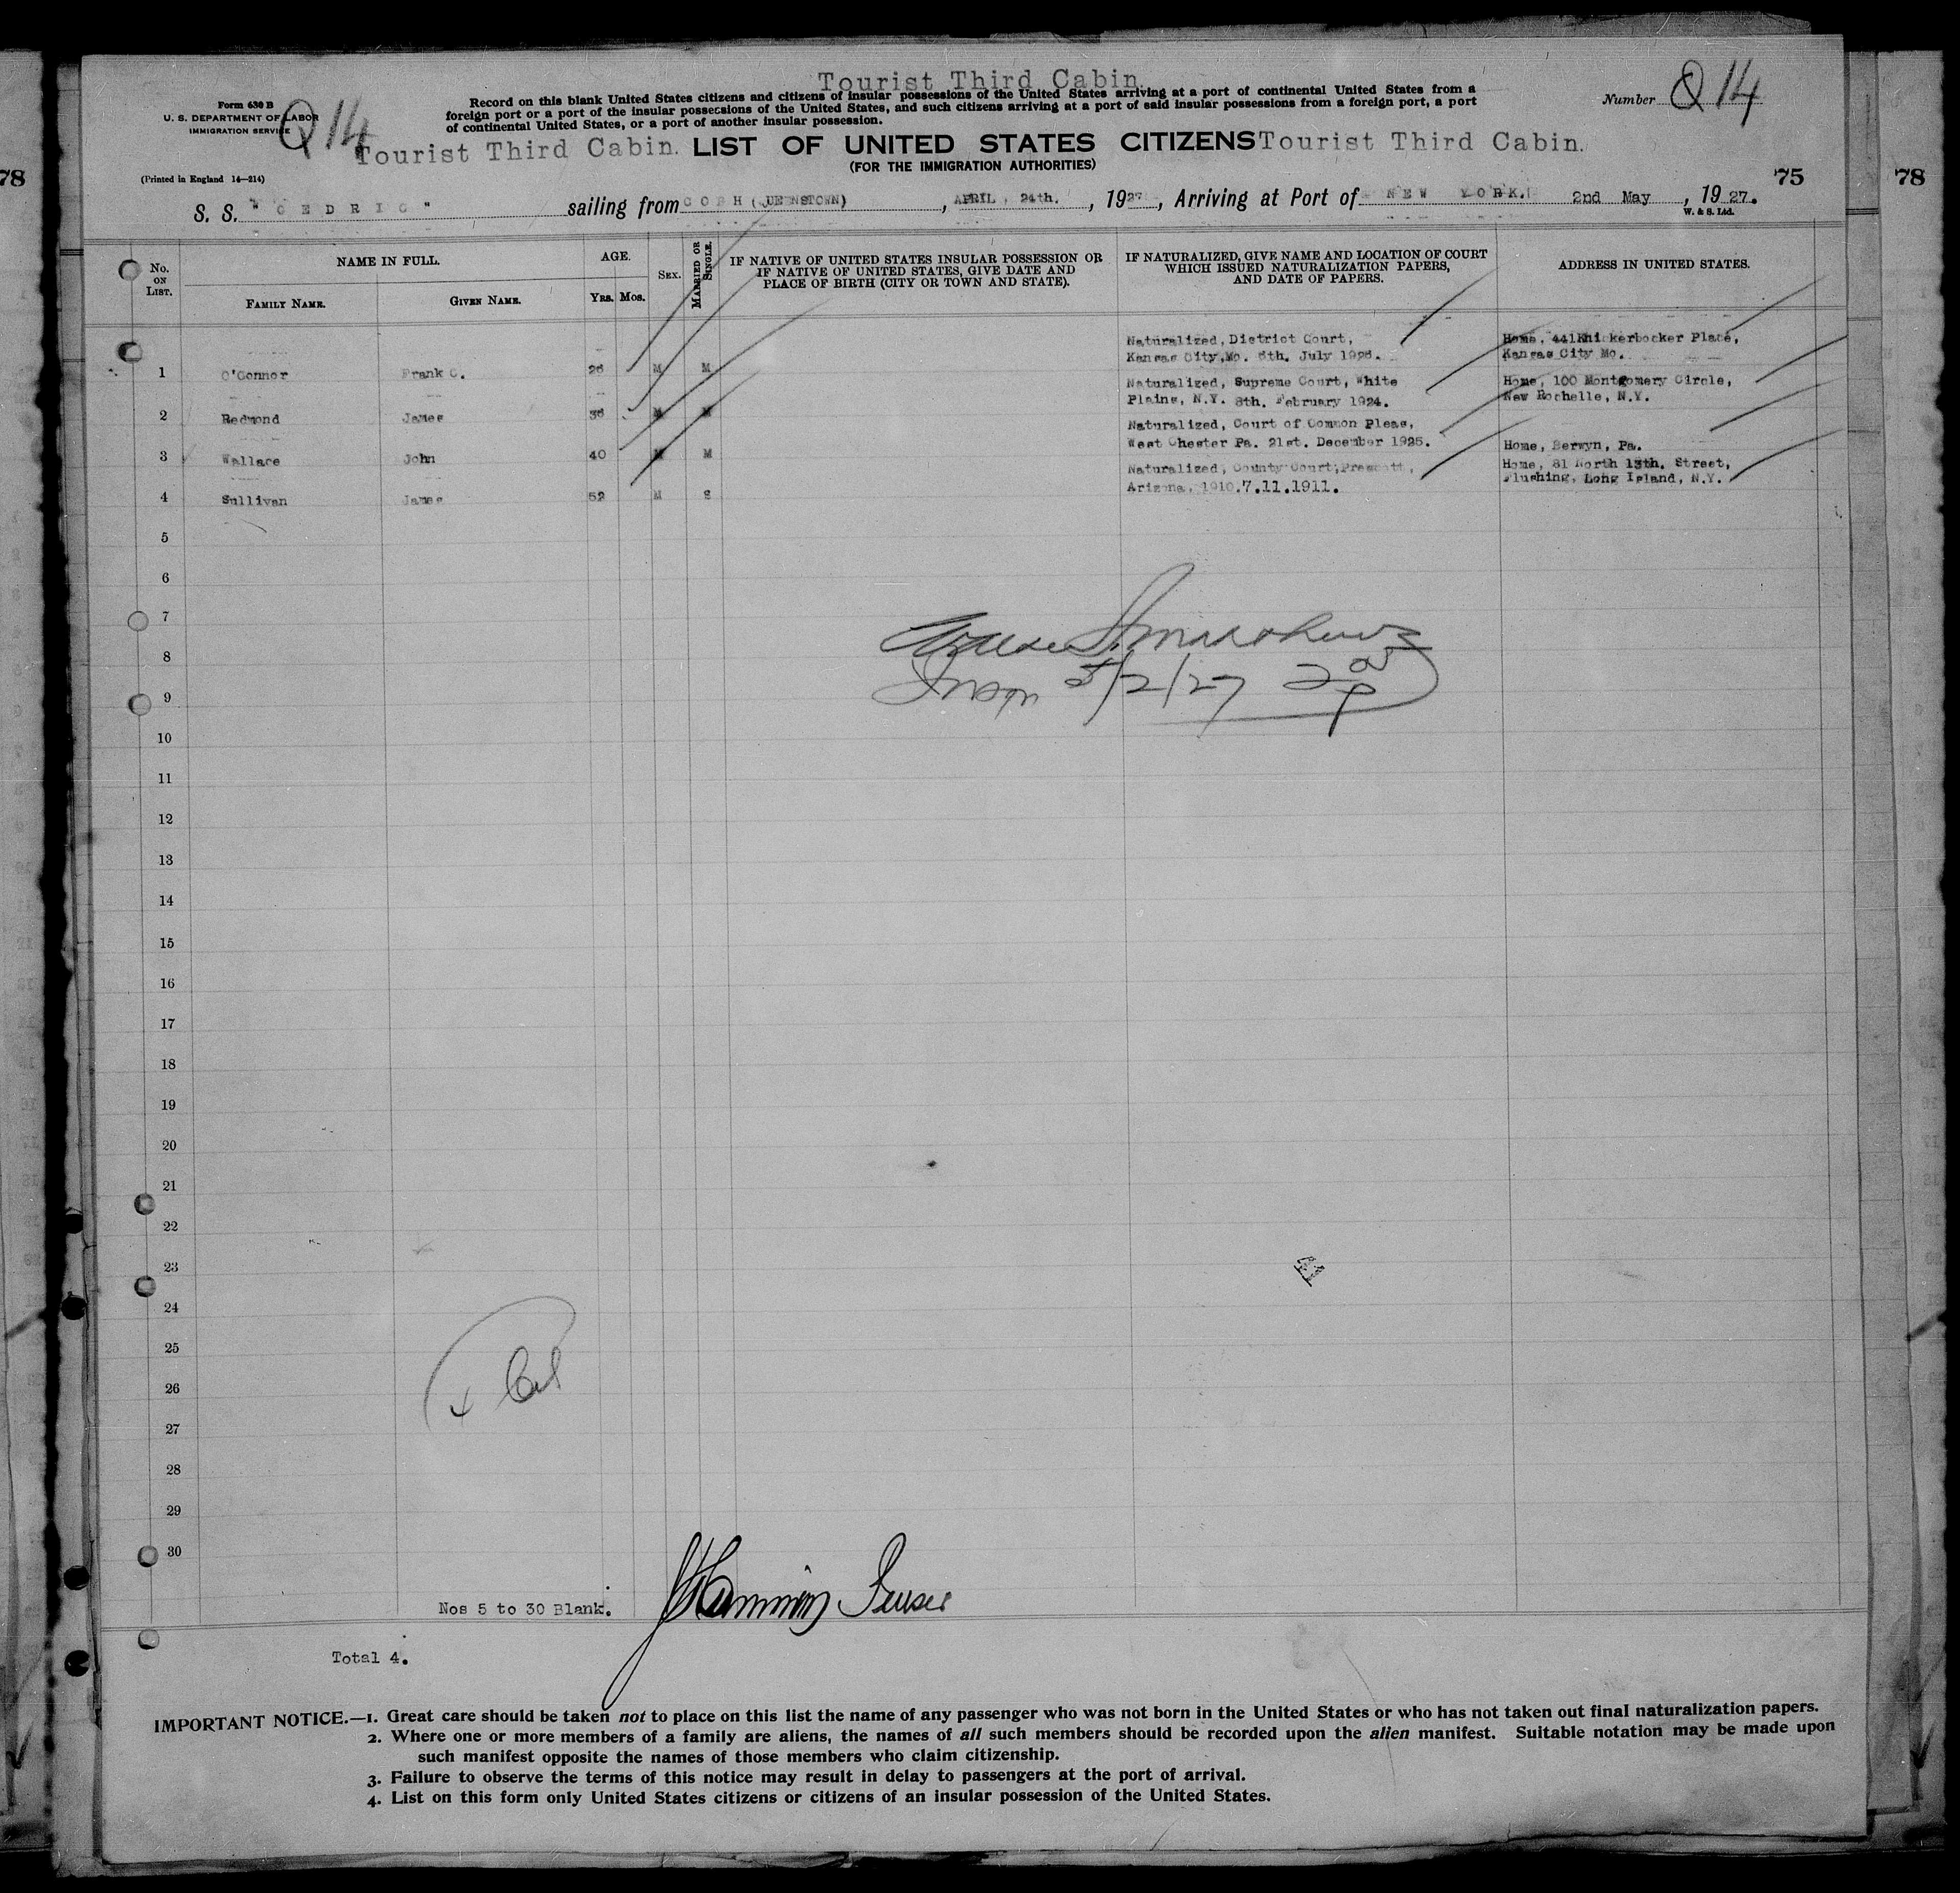 Tourist Third Cabin.
Form 630 B
U. S. DEPARTMENT OF LABOR
IMMIGRATION SERVICE
Q 14
Record on this blank United States citizens and citizens of insular possessions of the United States arriving at a port of continental United States from a
foreign port or a port of the insular possessions of the United States, and such citizens arriving at a port of said insular possessions from a foreign port, a port
of continental United States, or a port of another insular possession.
Number Q 14
Tourist Third Cabin. LIST OF UNITED STATES CITIZENS Tourist Third Cabin.
(FOR THE IMMIGRATION AUTHORITIES)
(Printed in England 14—214)
78
75
78
S. S. "CEDRIC" sailing from COBH (QUEENSTOWN), APRIL, 24th., 1927, Arriving at Port of NEW YORK. 2nd May, 1927.
W. & S. Ltd.
No. ON LIST.
NAME IN FULL.
FAMILY NAME. GIVEN NAME.
AGE.
YRS. MOS.
SEX.
MARRIED OR SINGLE.
IF NATIVE OF UNITED STATES INSULAR POSSESSION OR
IF NATIVE OF UNITED STATES, GIVE DATE AND
PLACE OF BIRTH (CITY OR TOWN AND STATE).
IF NATURALIZED, GIVE NAME AND LOCATION OF COURT
WHICH ISSUED NATURALIZATION PAPERS,
AND DATE OF PAPERS.
ADDRESS IN UNITED STATES.
Naturalized, District Court, Home, 441 Knickerbocker Place,
Kansas City, Mo. July Kansas City Mo.
1 O'Connor Frank C. 26 M M
Naturalized, Supreme Court, White Home, 100 Montgomery Circle,
Plains, N.Y. 8th. February 1924. New Rochelle, N.Y.
2 Redmond James 36 M M
Naturalized, Court of Common Pleas,
West Chester Pa. 21st. December 1925. Home, Berwyn, Pa.
3 Wallace John 40 M M
Naturalized, County Court, Prescott, Home, 81 North 13th. Street,
Arizona, 1910.7.11.1911. Flushing, Long Island, N.Y.
4 Sullivan James 52 M S
5
6
7
8
9
5/2/27 2
10
11
12
13
14
15
16
17
18
19
20
21
22
23
24
25
26
27
28
29
30
Nos 5 to 30 Blank.
Total 4.
IMPORTANT NOTICE.—1. Great care should be taken not to place on this list the name of any passenger who was not born in the United States or who has not taken out final naturalization papers.
2. Where one or more members of a family are aliens, the names of all such members should be recorded upon the alien manifest. Suitable notation may be made upon
such manifest opposite the names of those members who claim citizenship.
3. Failure to observe the terms of this notice may result in delay to passengers at the port of arrival.
4. List on this form only United States citizens or citizens of an insular possession of the United States.